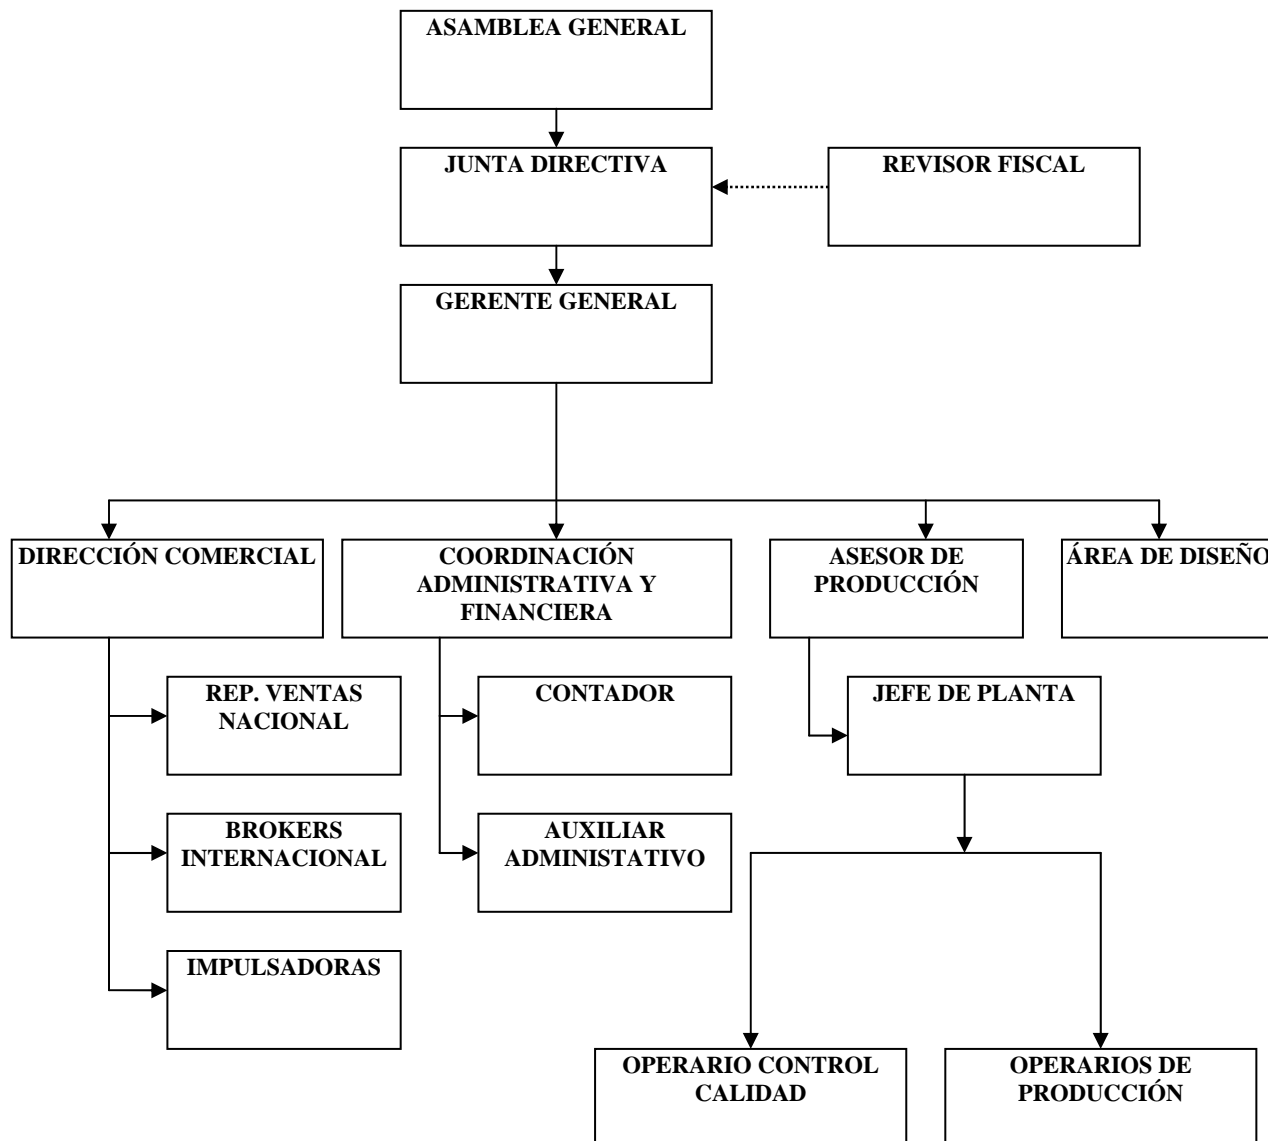 ASAMBLEA GENERAL
JUNTA DIRECTIVA
REVISOR FISCAL
GERENTE GENERAL
DIRECCIÓN COMERCIAL
COORDINACIÓN
ADMINISTRATIVA Y
FINANCIERA
ASESOR DE
PRODUCCIÓN
ÁREA DE DISEÑO
REP. VENTAS
NACIONAL
CONTADOR
JEFE DE PLANTA
BROKERS
INTERNACIONAL
AUXILIAR
ADMINISTATIVO
IMPULSADORAS
OPERARIO CONTROL
CALIDAD
OPERARIOS DE
PRODUCCIÓN